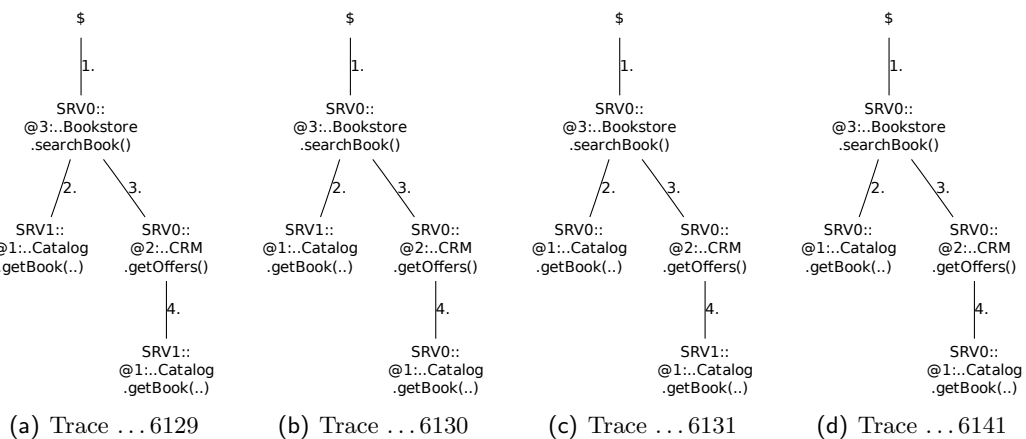 $
1.
SRV0::
@3:..Bookstore
.searchBook()
2.
3.
SRV1::
@1:..Catalog
.getBook(..)
SRV0::
@2:..CRM
.getOffers()
4.
SRV1::
@1:..Catalog
.getBook(..)
(a) Trace ...6129
$
1.
SRV0::
@3:..Bookstore
.searchBook()
2.
3.
SRV1::
@1:..Catalog
.getBook(..)
SRV0::
@2:..CRM
.getOffers()
4.
SRV0::
@1:..Catalog
.getBook(..)
(b) Trace ...6130
$
1.
SRV0::
@3:..Bookstore
.searchBook()
2.
3.
SRV0::
@1:..Catalog
.getBook(..)
SRV0::
@2:..CRM
.getOffers()
4.
SRV1::
@1:..Catalog
.getBook(..)
(c) Trace ...6131
$
1.
SRV0::
@3:..Bookstore
.searchBook()
2.
3.
SRV0::
@1:..Catalog
.getBook(..)
SRV0::
@2:..CRM
.getOffers()
4.
SRV0::
@1:..Catalog
.getBook(..)
(d) Trace ...6141